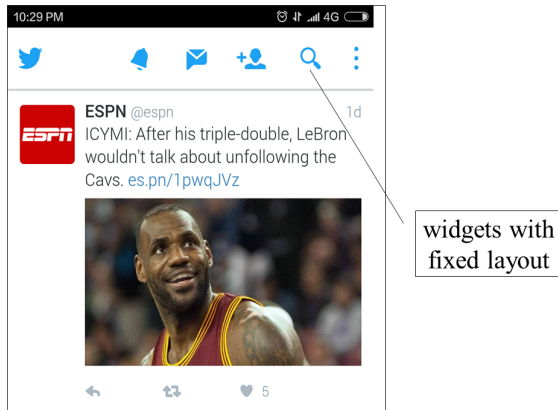 10:29 PM 4G
ESPN @espn 1d
ESPN
ICYMI: After his triple-double, LeBron
wouldn't talk about unfollowing the
Cavs. es.pn/1pwqJVz
5
widgets with
fixed layout